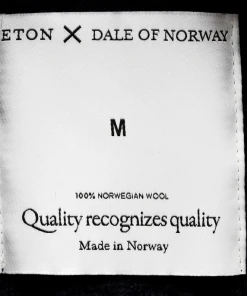 ETON X DALE OF NORWAY
M
100% NORWEGIAN WOOL
Quality recognizes quality
Made in Norway